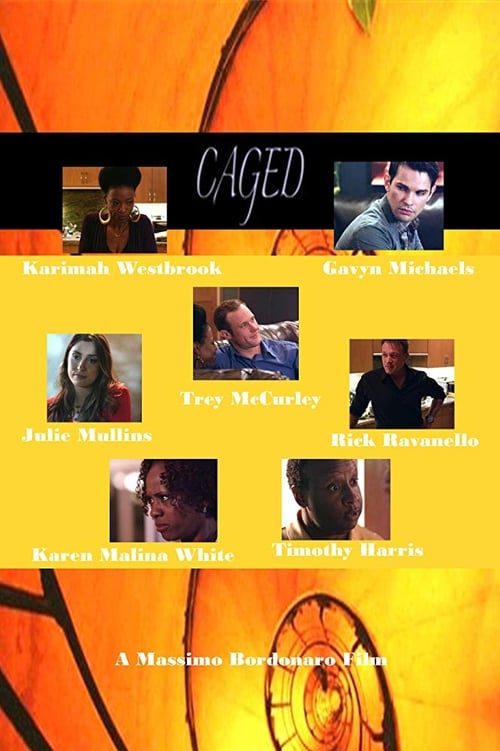 CAGED
Karimah Westbrook
Gavyn Michaels
Trey McCurley
Julie Mullins
Rick Ravanello
Karen Malina White
Timothy Harris
A Massimo Bordonaro Film